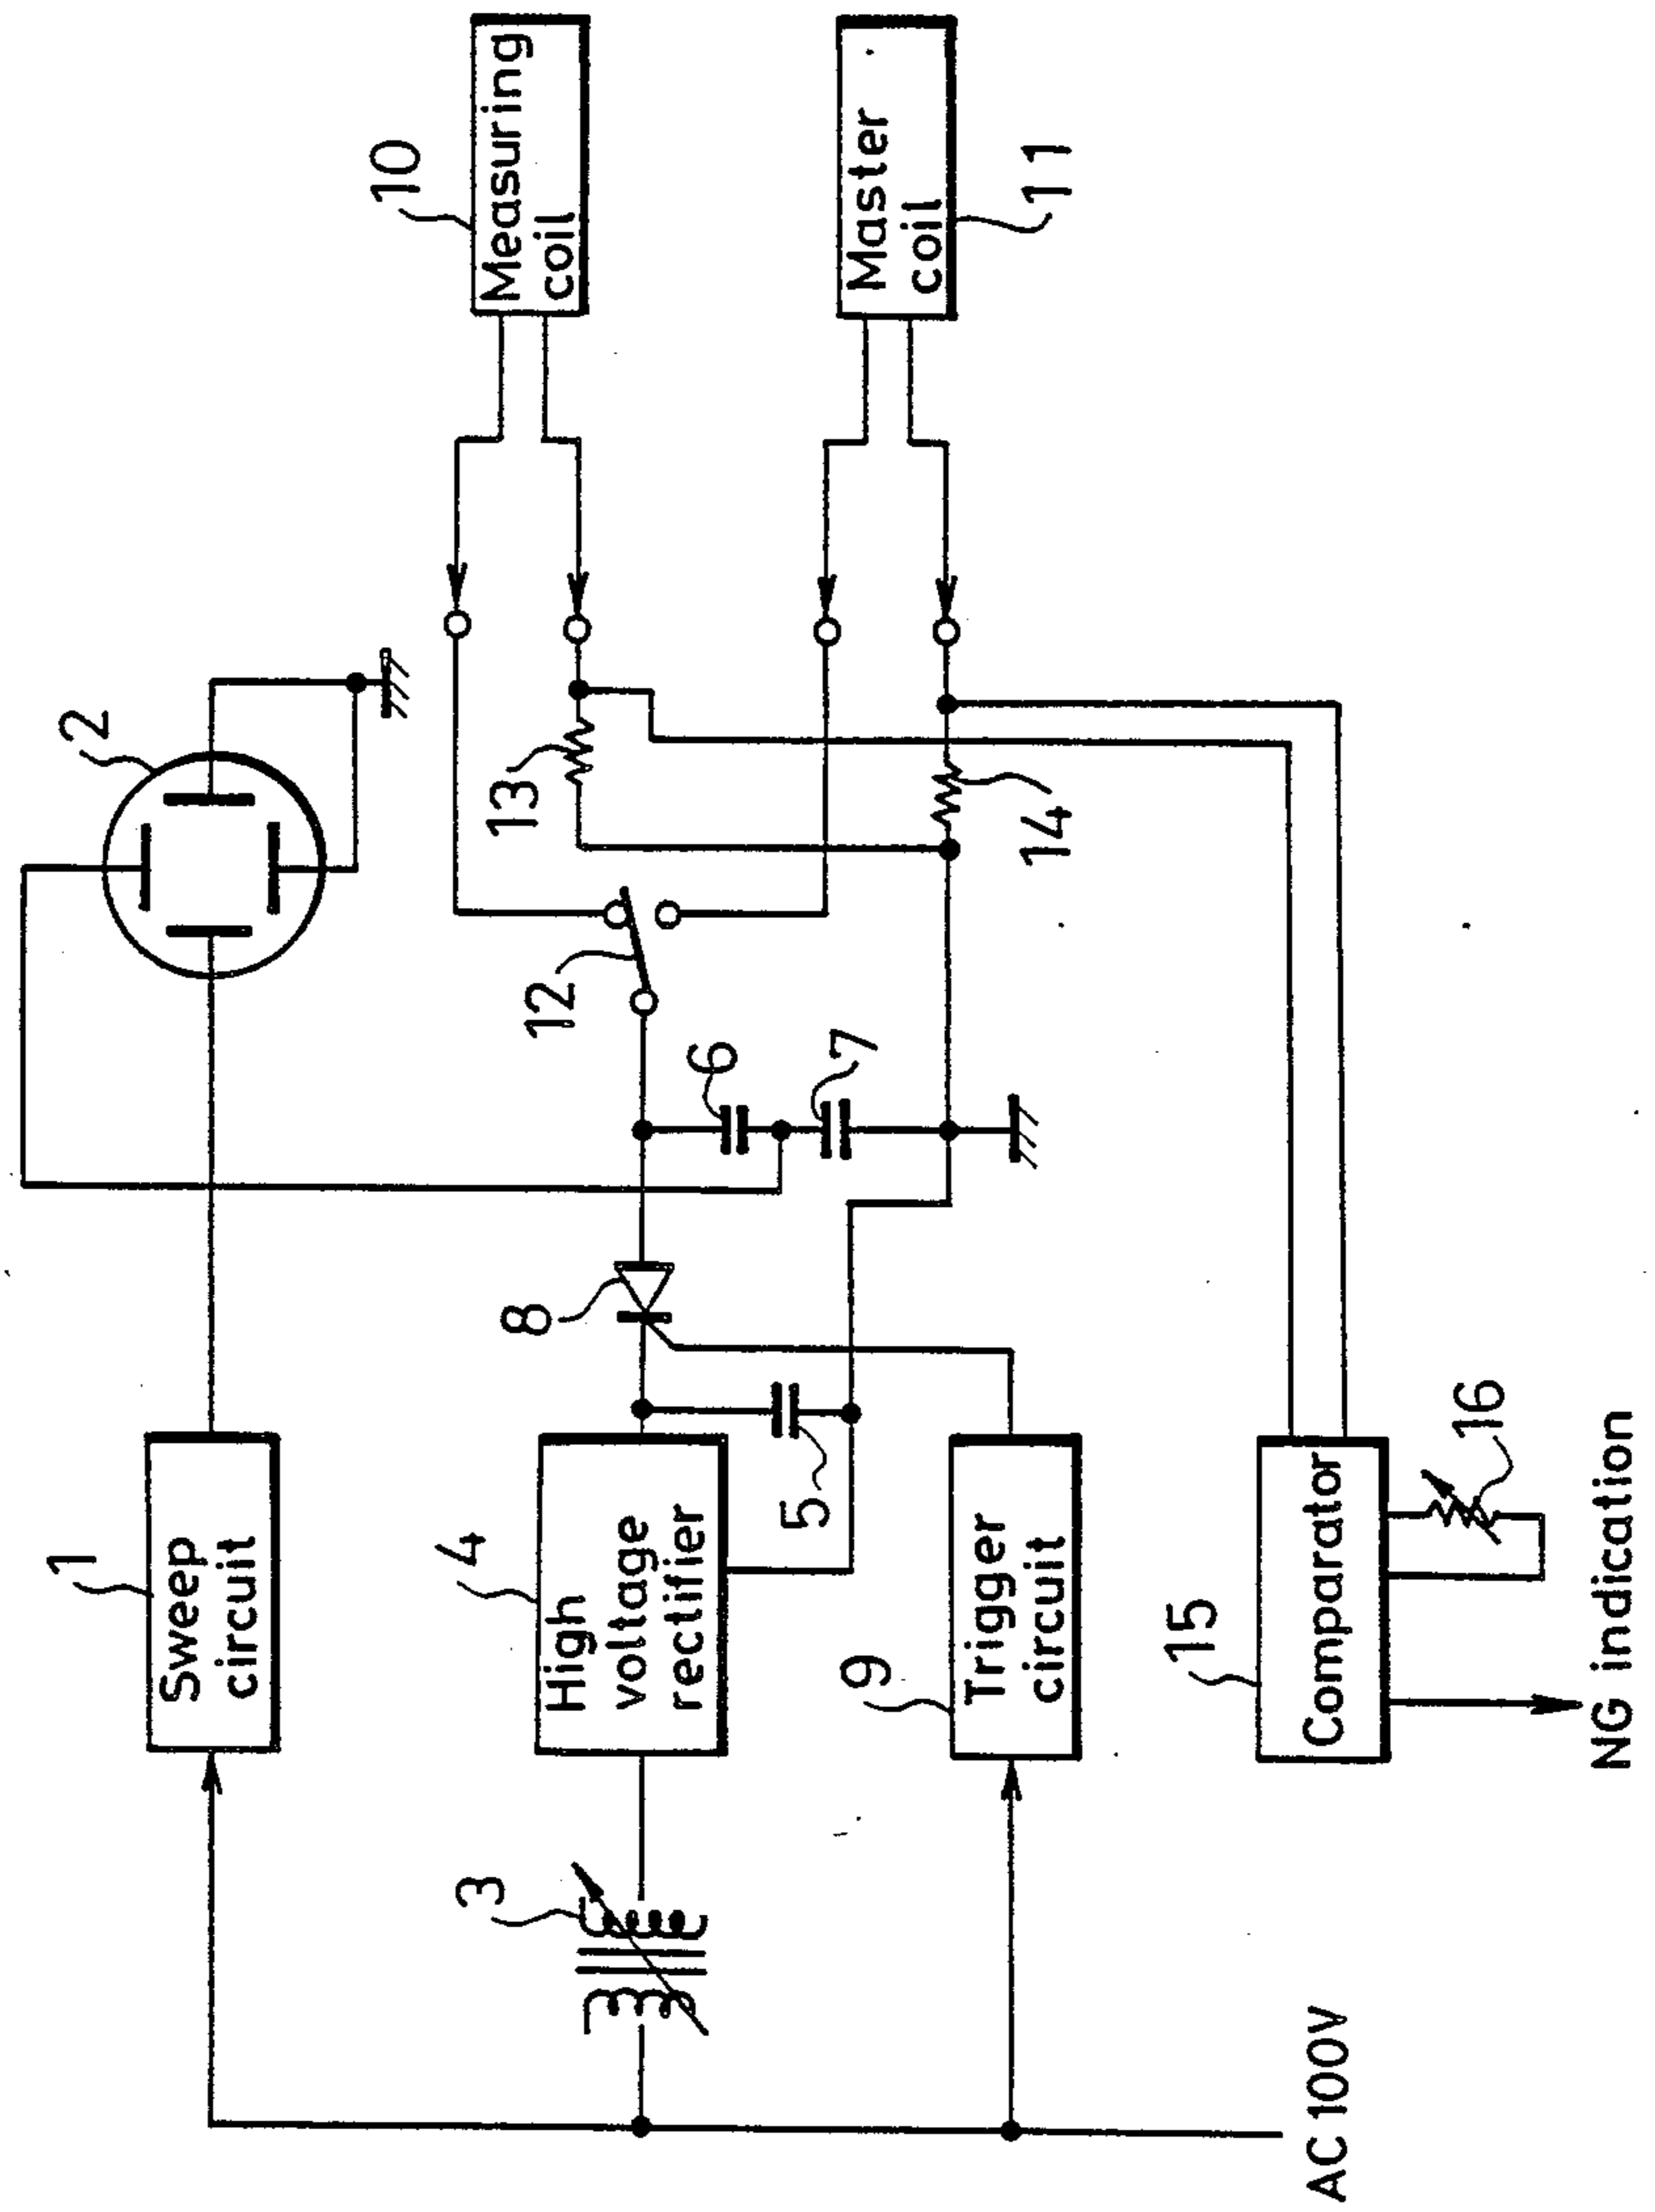 1
Sweep
circuit
2
3
4
High
voltage
rectifier
5
6
7
8
9
Trigger
circuit
10
Measuring
coil
11
Master
coil
12
13
14
15
Comparator
16
NG indication
AC 100V